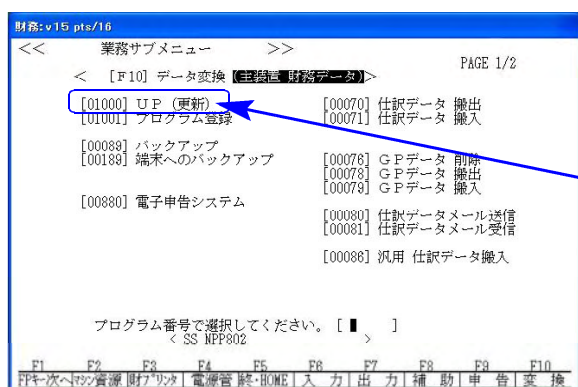 財務:v15 pts/16
<< 業務サブメニュー >>
PAGE 1/2
< [F10] データ変換 (主装置 財務データ)>
[01000] UP (更新)
[01001] プログラム登録
[00089] バックアップ
[00189] 端末へのバックアップ
[00880] 電子申告システム
[00070] 仕訳データ 搬出
[00071] 仕訳データ 搬入
[00076] GPデータ 削除
[00078] GPデータ 搬出
[00079] GPデータ 搬入
[00080] 仕訳データメール送信
[00081] 仕訳データメール受信
[00086] 汎用 仕訳データ搬入
プログラム番号で選択してください。 [ ]
< SS NPP802 >
F1 F2 F3 F4 F5 F6 F7 F8 F9 F10
FPキー次へ マシン資源 財プリンタ 電源管 終・HOME 入 力 出 力 補 助 申 告 変 換